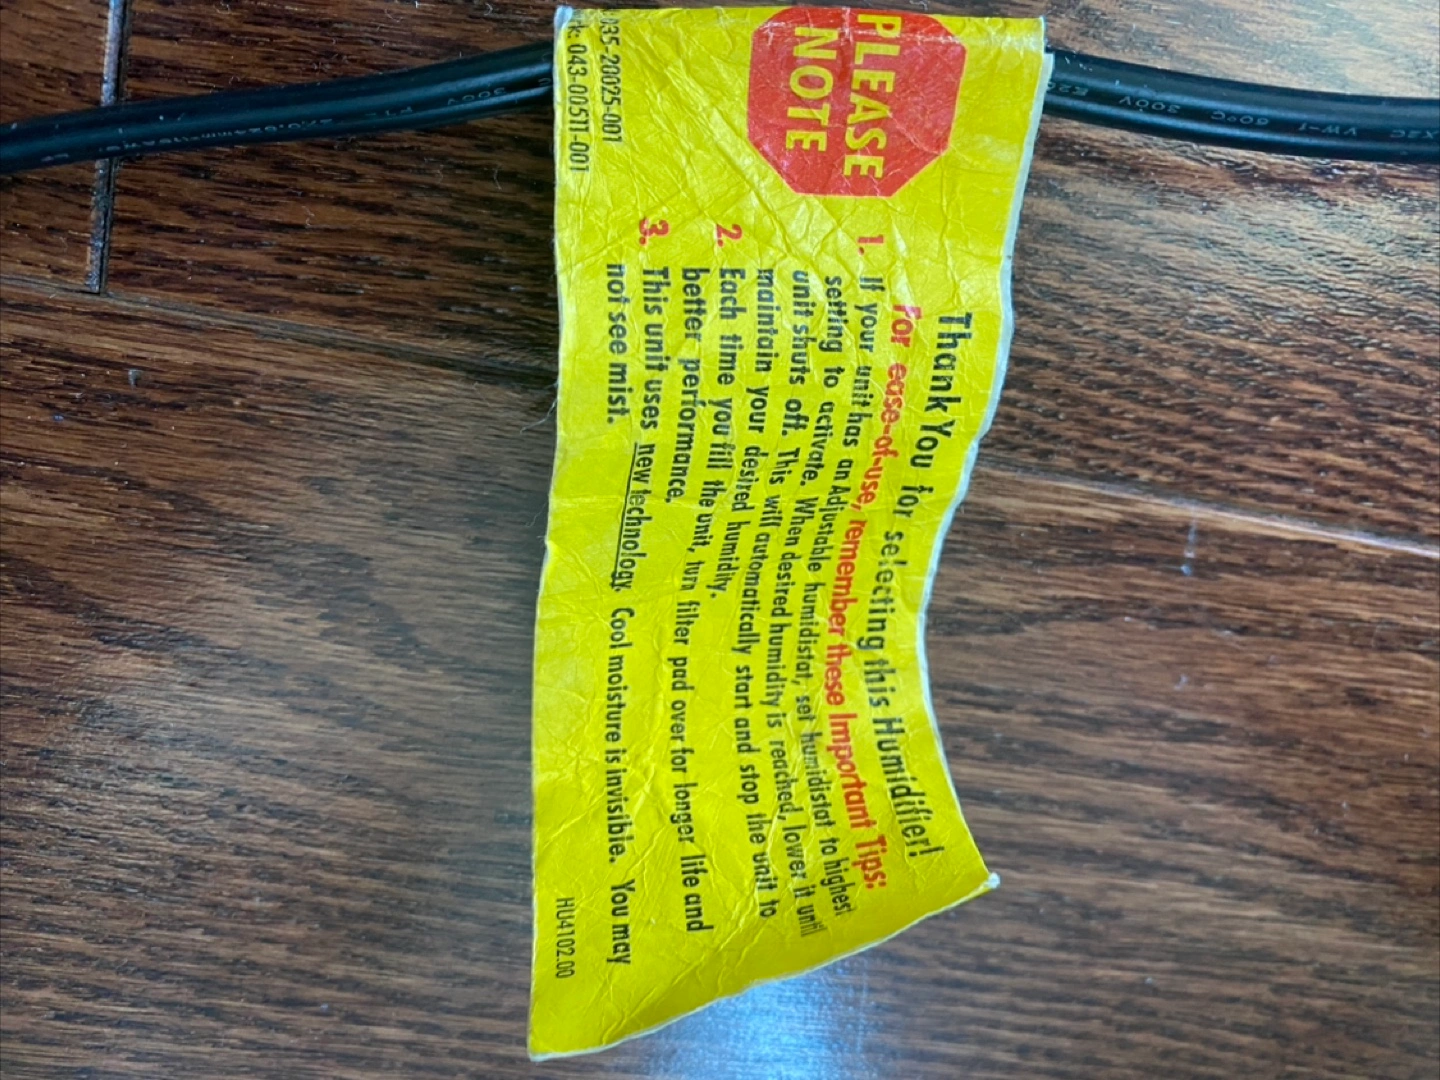 PLEASE
NOTE
Thank You for selecting this Humidifier!
For ease-of-use, remember these Important Tips:
1. If your unit has an Adjustable humidistat, set humidistat to highest
setting to activate. When desired humidity is reached, lower it until
unit shuts off. This will automatically start and stop the unit to
maintain your desired humidity.
2. Each time you fill the unit, turn filter pad over for longer life and
better performance.
3. This unit uses new technology. Cool moisture is invisible. You may
not see mist.
035-20025-001
043-00511-001
HU4102.00
300V
300V 60°C VW-1